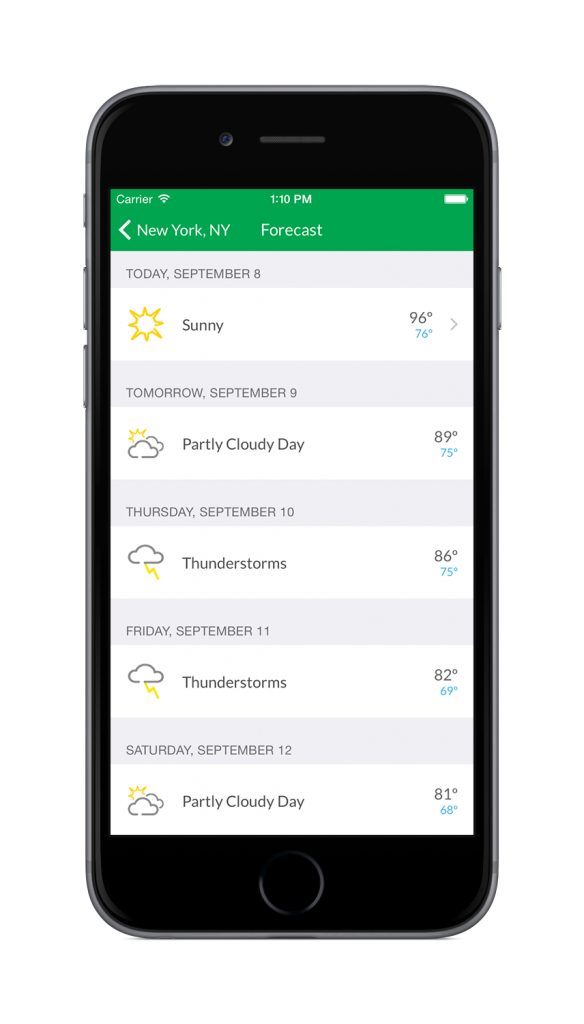 Carrier 1:10 PM
New York, NY Forecast
TODAY, SEPTEMBER 8
Sunny 96°
76°
TOMORROW, SEPTEMBER 9
Partly Cloudy Day 89°
75°
THURSDAY, SEPTEMBER 10
Thunderstorms 86°
75°
FRIDAY, SEPTEMBER 11
Thunderstorms 82°
69°
SATURDAY, SEPTEMBER 12
Partly Cloudy Day 81°
68°